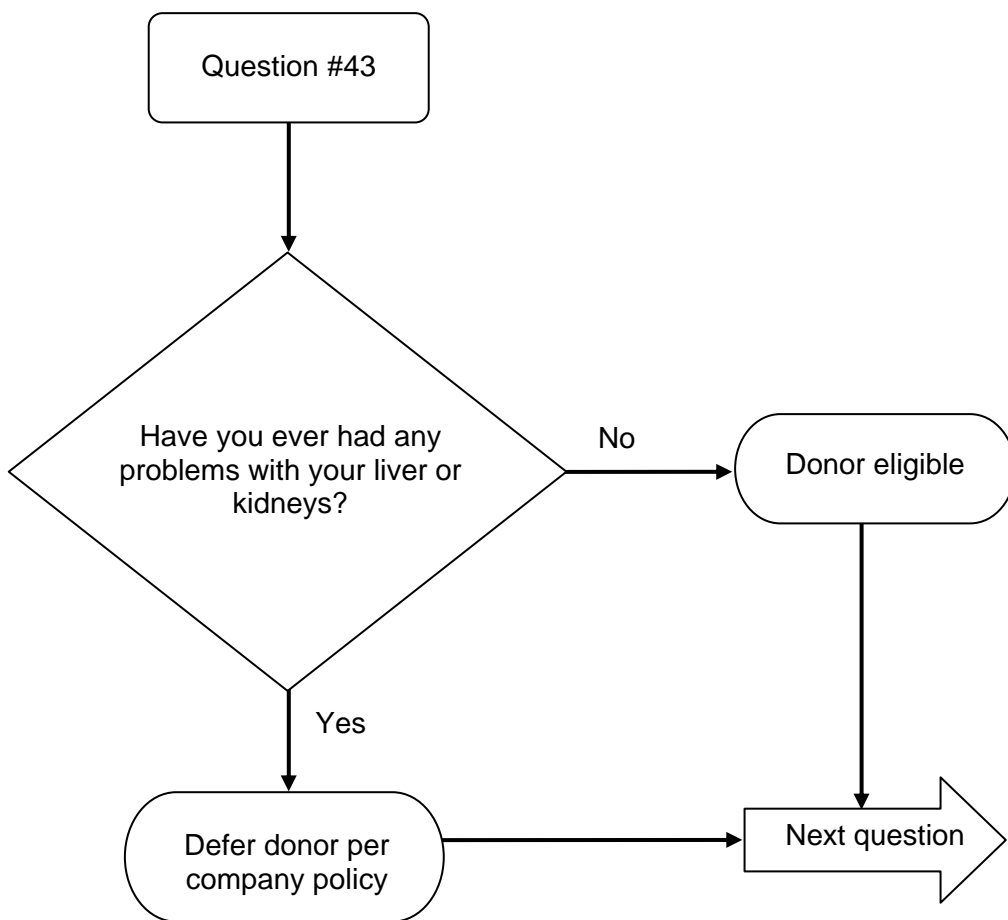 Question #43
Have you ever had any
problems with your liver or
kidneys?
No
Donor eligible
Yes
Defer donor per
company policy
Next question